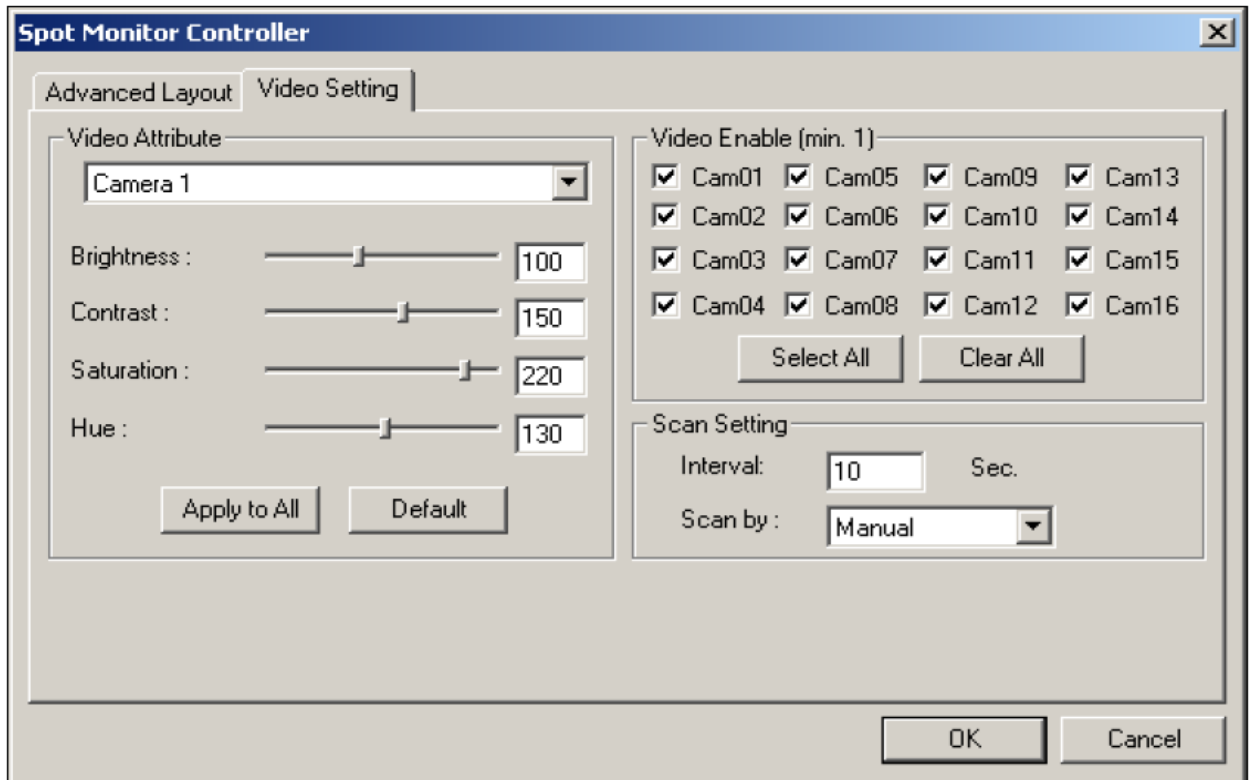 Spot Monitor Controller
Advanced Layout
Video Setting
Video Attribute
Camera 1
Brightness : 100
Contrast : 150
Saturation : 220
Hue : 130
Apply to All
Default
Video Enable (min. 1)
Cam01 Cam05 Cam09 Cam13
Cam02 Cam06 Cam10 Cam14
Cam03 Cam07 Cam11 Cam15
Cam04 Cam08 Cam12 Cam16
Select All
Clear All
Scan Setting
Interval: 10 Sec.
Scan by : Manual
OK
Cancel